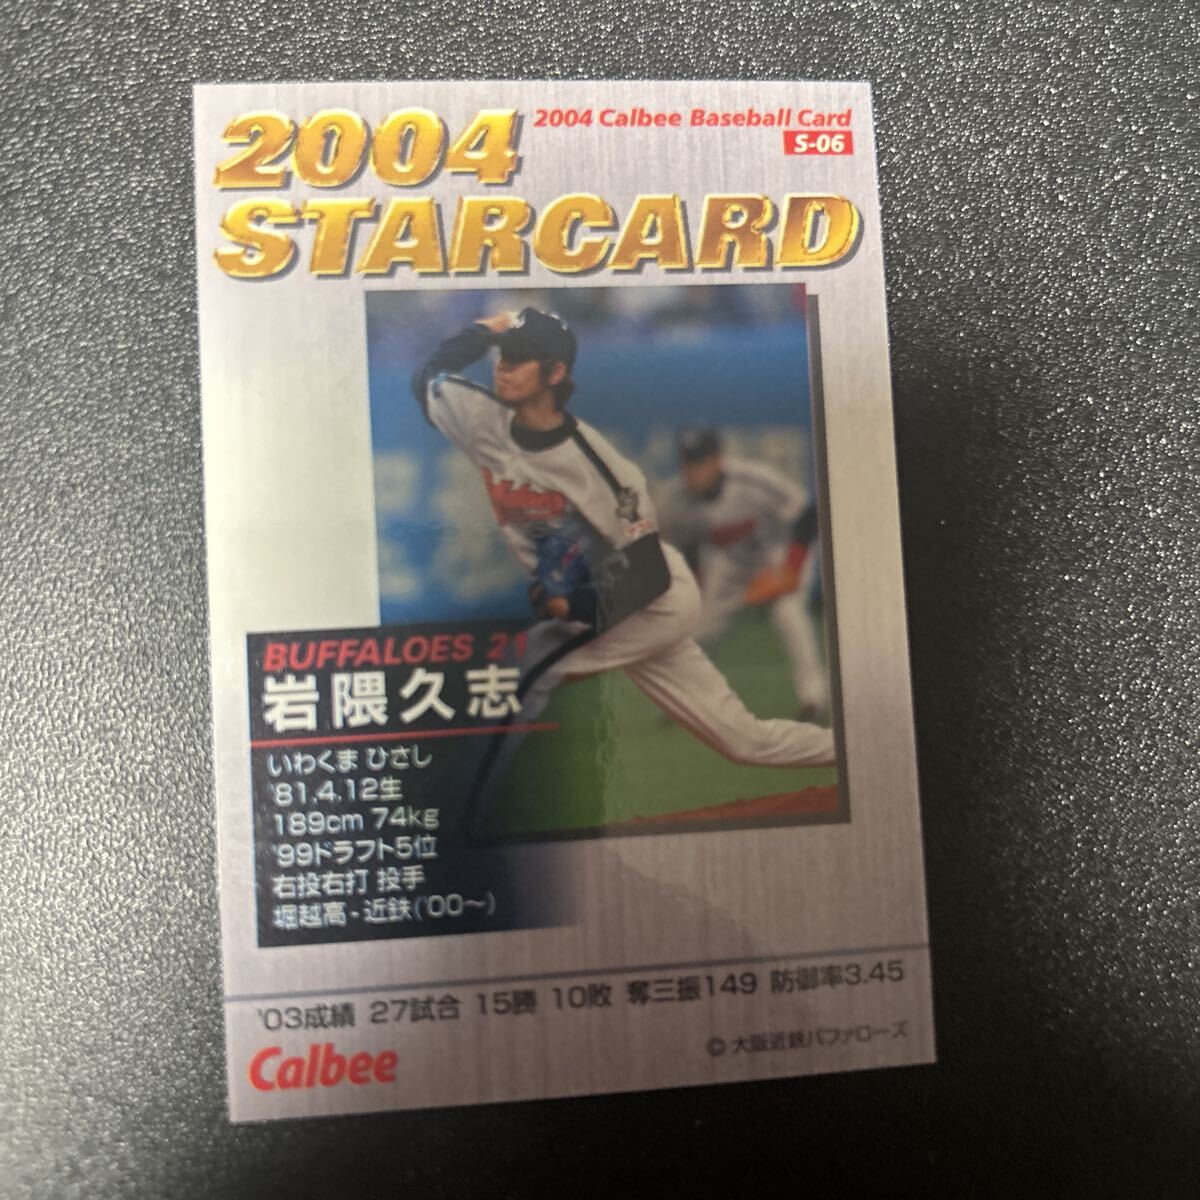 2004
2004 Calbee Baseball Card
S-06
STARCARD
BUFFALOES 21
岩隈久志
いわくま ひさし
'81.4.12生
189cm 74kg
'99ドラフト5位
右投右打 投手
堀越高-近鉄('00〜)
'03成績 27試合 15勝 10敗 奪三振149 防御率3.45
Calbee
© 大阪近鉄バファローズ